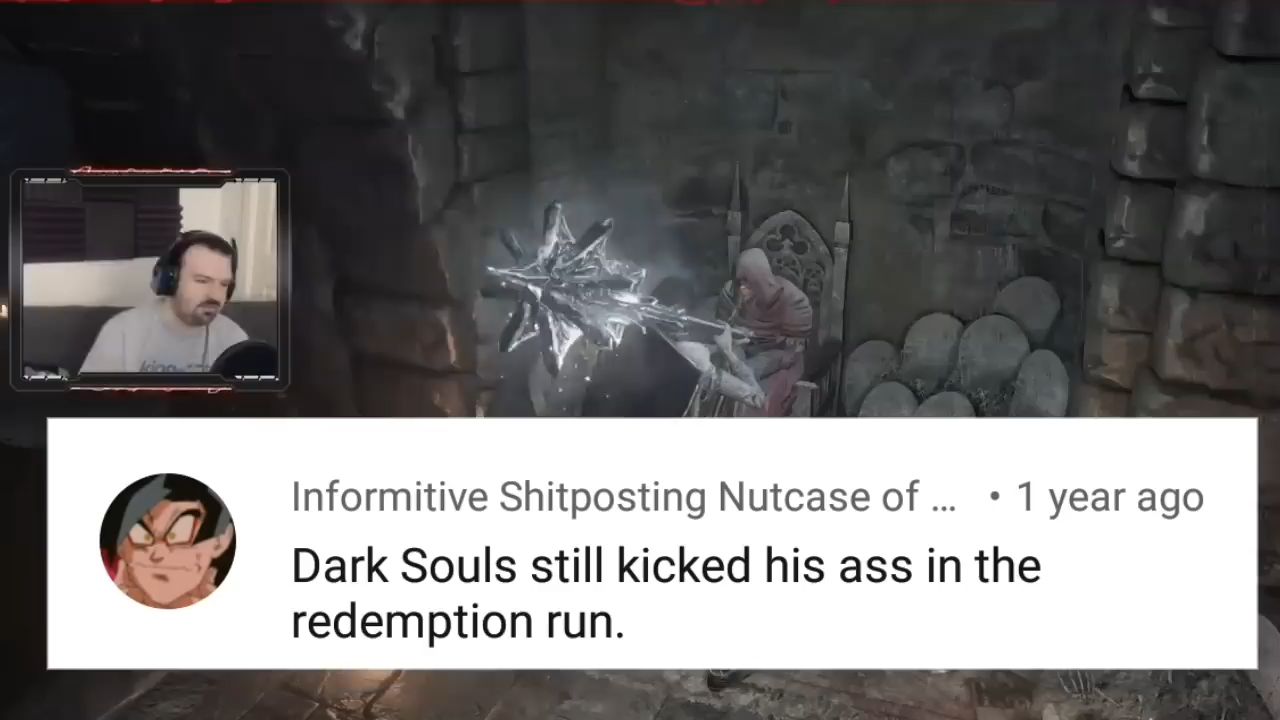 Informitive Shitposting Nutcase of ... • 1 year ago
Dark Souls still kicked his ass in the
redemption run.